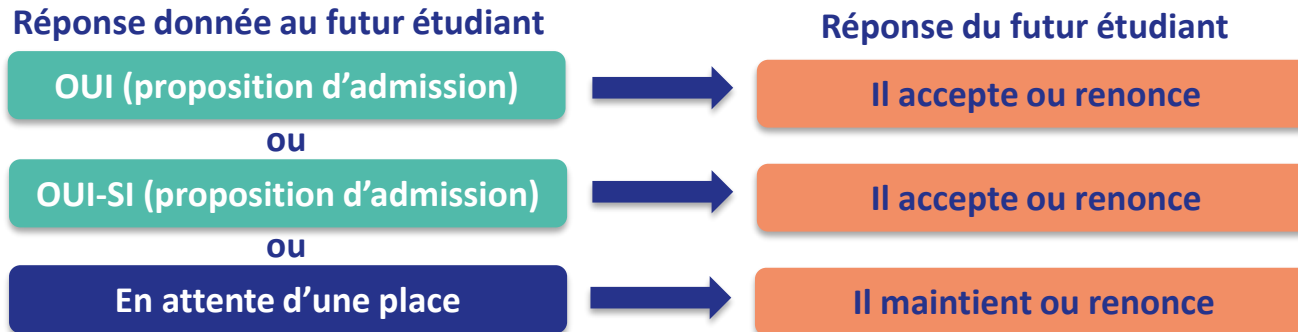 Réponse donnée au futur étudiant
Réponse du futur étudiant
OUI (proposition d’admission)
Il accepte ou renonce
ou
OUI-SI (proposition d’admission)
Il accepte ou renonce
ou
En attente d’une place
Il maintient ou renonce